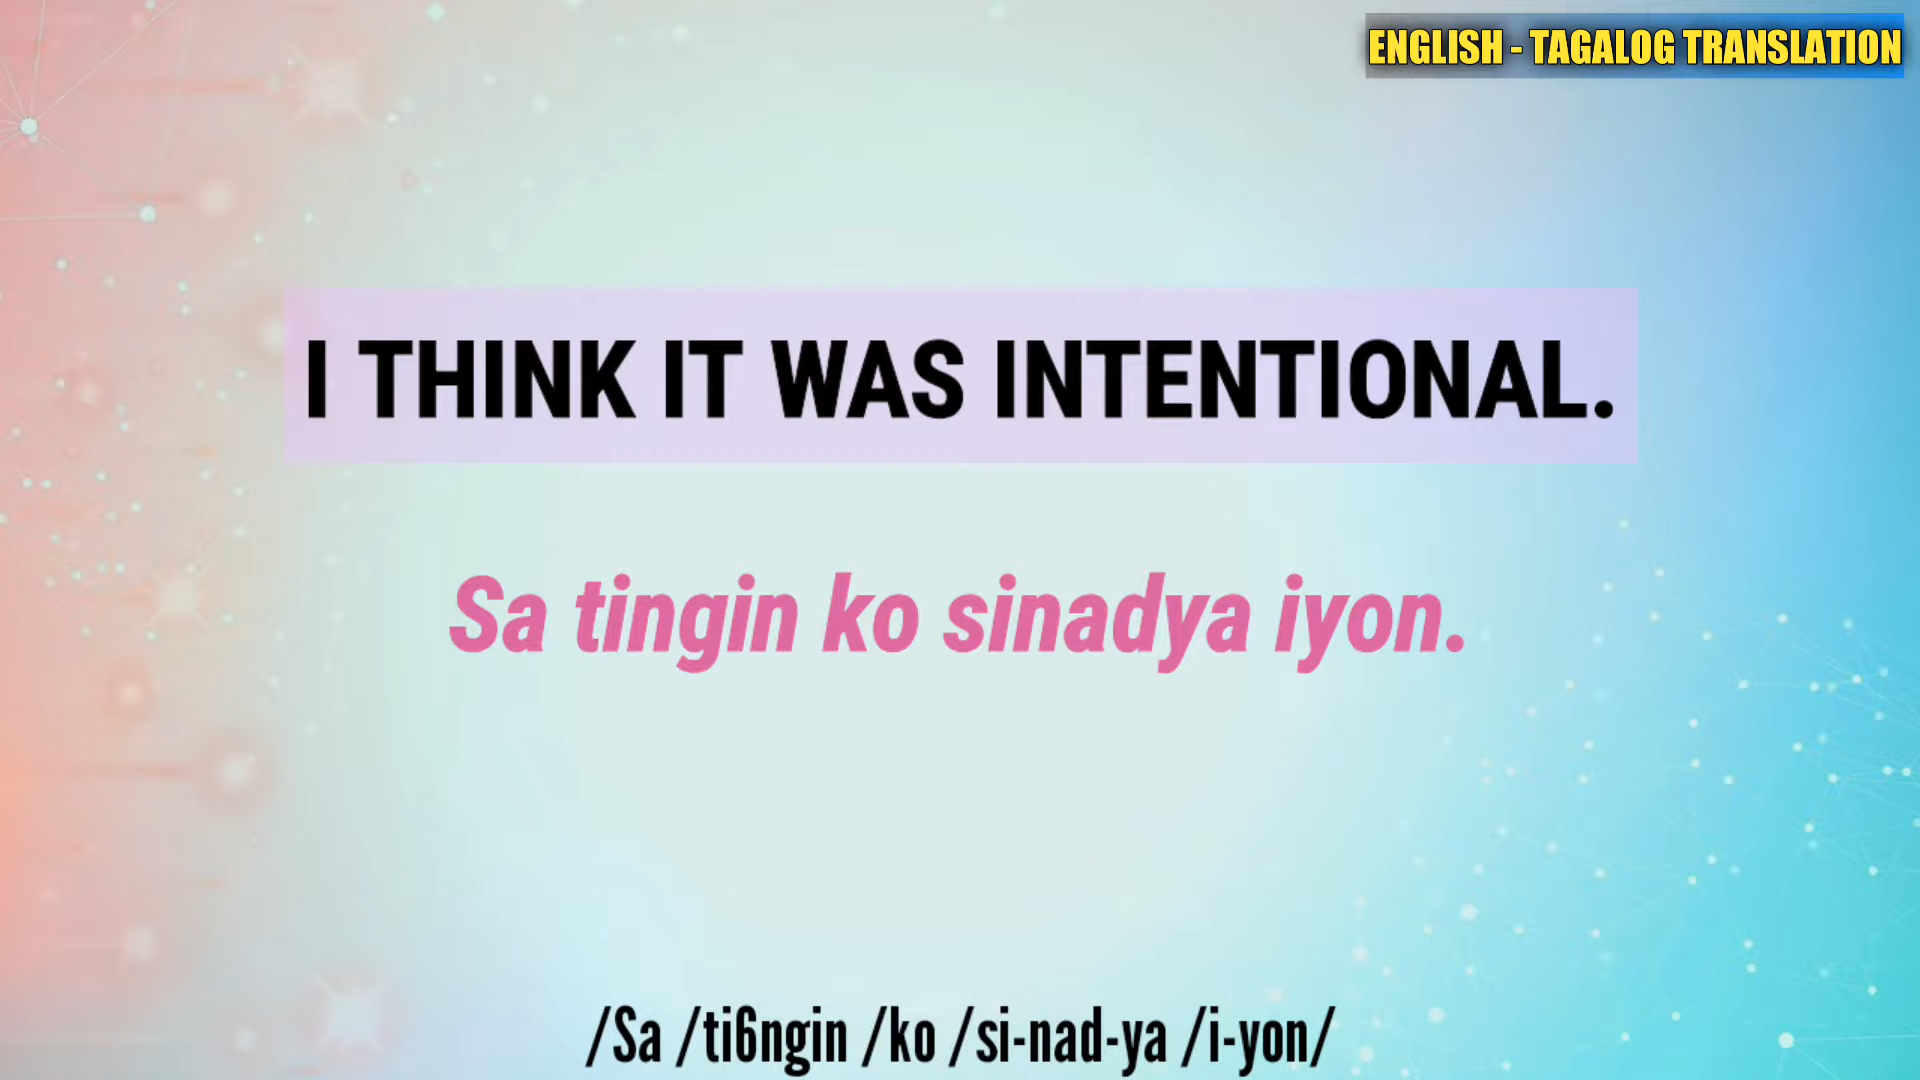 ENGLISH - TAGALOG TRANSLATION
I THINK IT WAS INTENTIONAL.
Sa tingin ko sinadya iyon.
/Sa /ti6ngin /ko /si-nad-ya /i-yon/